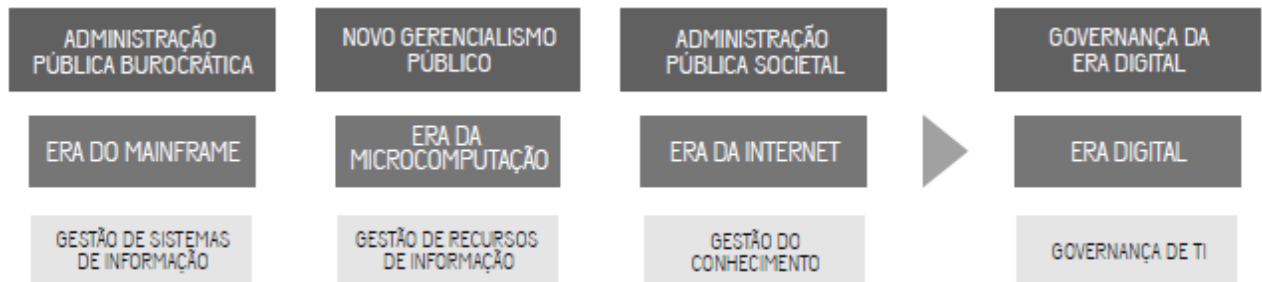 ADMINISTRAÇÃO
PÚBLICA BUROCRÁTICA
NOVO GERENCIALISMO
PÚBLICO
ADMINISTRAÇÃO
PÚBLICA SOCIETAL
GOVERNANÇA DA
ERA DIGITAL
ERA DO MAINFRAME
ERA DA
MICROCOMPUTAÇÃO
ERA DA INTERNET
ERA DIGITAL
GESTÃO DE SISTEMAS
DE INFORMAÇÃO
GESTÃO DE RECURSOS
DE INFORMAÇÃO
GESTÃO DO
CONHECIMENTO
GOVERNANÇA DE TI